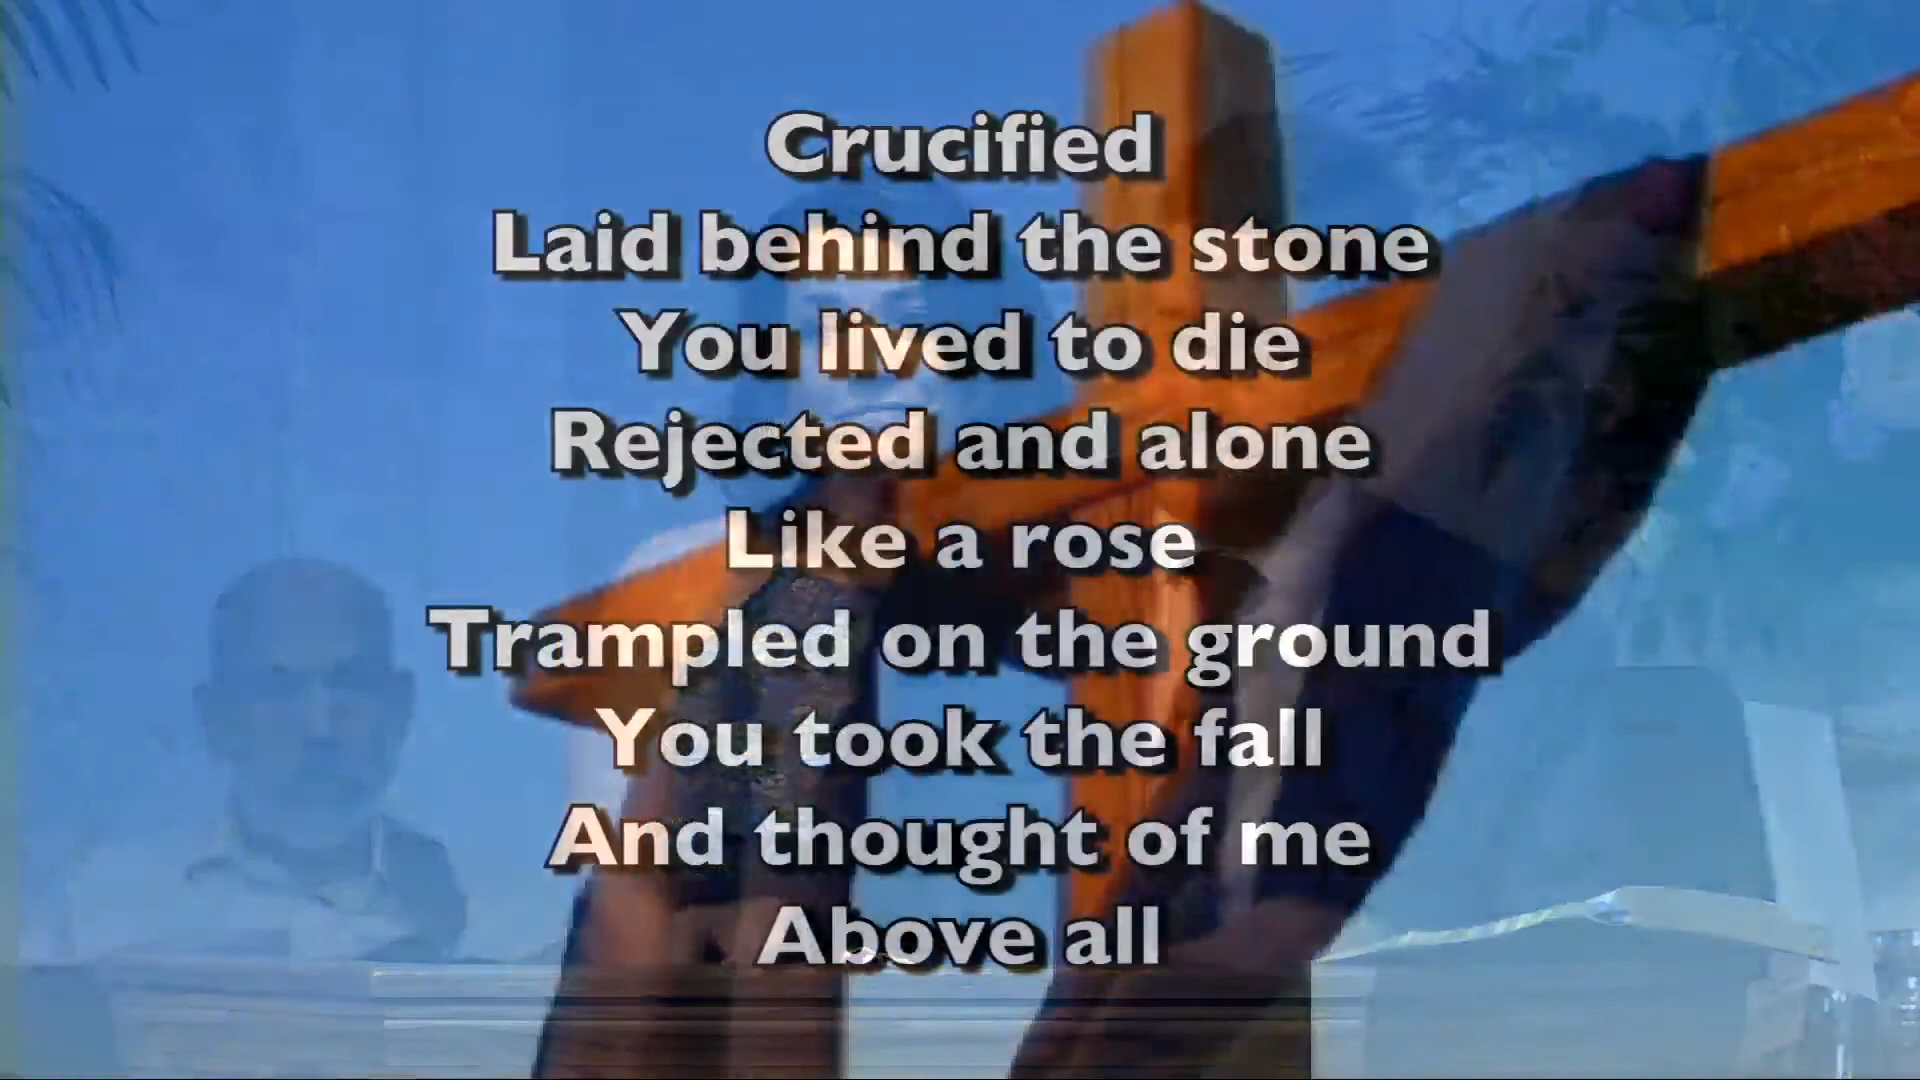 Crucified
Laid behind the stone
You lived to die
Rejected and alone
Like a rose
Trampled on the ground
You took the fall
And thought of me
Above all